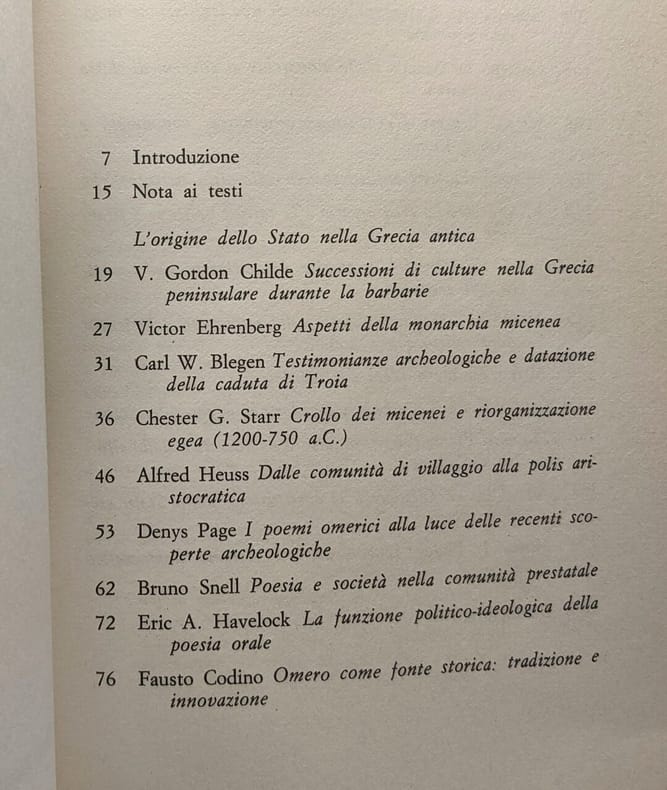 7 Introduzione
15 Nota ai testi
L'origine dello Stato nella Grecia antica
19 V. Gordon Childe Successioni di culture nella Grecia
peninsulare durante la barbarie
27 Victor Ehrenberg Aspetti della monarchia micenea
31 Carl W. Blegen Testimonianze archeologiche e datazione
della caduta di Troia
36 Chester G. Starr Crollo dei micenei e riorganizzazione
egea (1200-750 a.C.)
46 Alfred Heuss Dalle comunità di villaggio alla polis ari-
stocratica
53 Denys Page I poemi omerici alla luce delle recenti sco-
perte archeologiche
62 Bruno Snell Poesia e società nella comunità prestatale
72 Eric A. Havelock La funzione politico-ideologica della
poesia orale
76 Fausto Codino Omero come fonte storica: tradizione e
innovazione